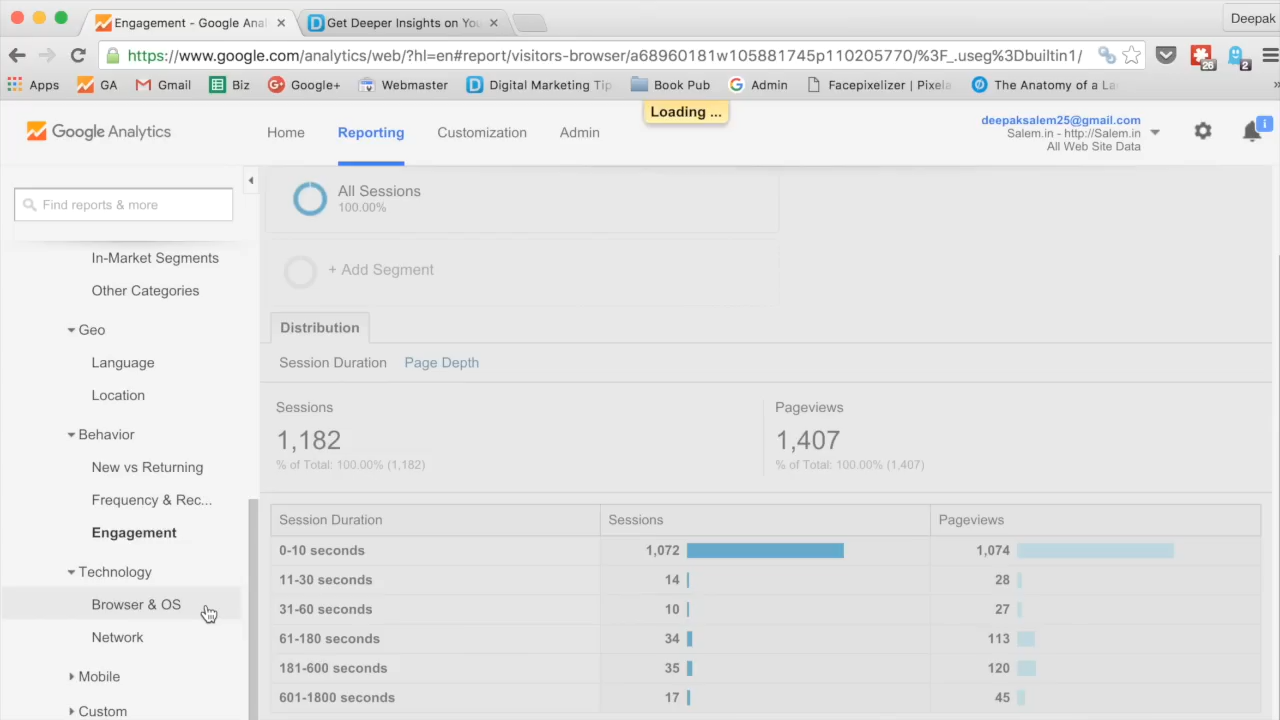 Engagement - Google Anal
Get Deeper Insights on You
Deepak
https://www.google.com/analytics/web/?hl=en#report/visitors-browser/a68960181w105881745p110205770/%3F_.useg%3Dbuiltin1/
Apps
GA
Gmail
Biz
Google+
Webmaster
Digital Marketing Tip
Book Pub
Admin
Facepixelizer | Pixela
The Anatomy of a La
26
2
Loading ...
Google Analytics
Home
Reporting
Customization
Admin
deepaksalem25@gmail.com
Salem.in - http://Salem.in
All Web Site Data
Find reports & more
In-Market Segments
Other Categories
Geo
Language
Location
Behavior
New vs Returning
Frequency & Rec...
Engagement
Technology
Browser & OS
Network
Mobile
Custom
All Sessions
100.00%
+ Add Segment
Distribution
Session Duration Page Depth
Sessions Pageviews
1,182 1,407
% of Total: 100.00% (1,182) % of Total: 100.00% (1,407)
Session Duration Sessions Pageviews
0-10 seconds 1,072 1,074
11-30 seconds 14 28
31-60 seconds 10 27
61-180 seconds 34 113
181-600 seconds 35 120
601-1800 seconds 17 45